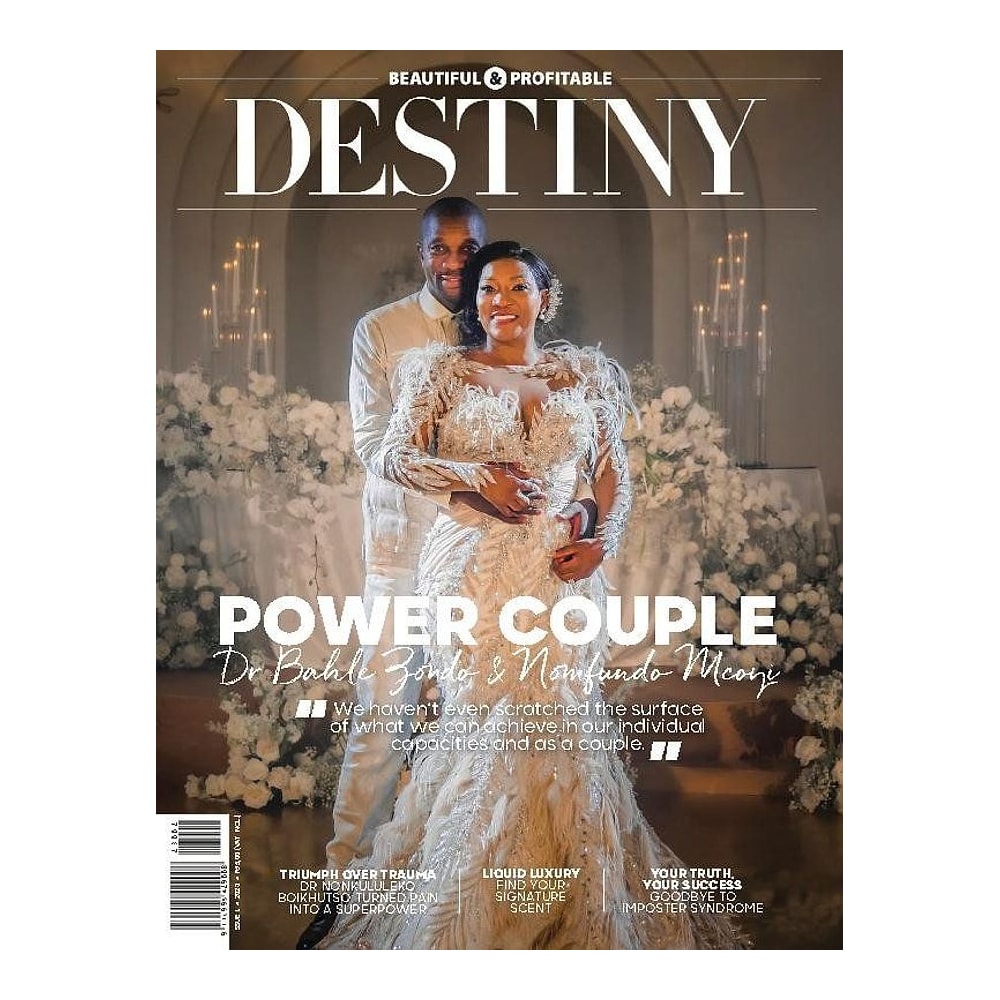 BEAUTIFUL & PROFITABLE
DESTINY
POWER COUPLE
Dr Bahle Zondo & Nomfundo Mcoyi
"We haven't even scratched the surface
of what we can achieve in our individual
capacities and as a couple."
TRIUMPH OVER TRAUMA
DR NONKULULEKO
BOIKHUTSO TURNED PAIN
INTO A SUPERPOWER
LIQUID LUXURY
FIND YOUR
SIGNATURE
SCENT
YOUR TRUTH,
YOUR SUCCESS
GOODBYE TO
IMPOSTER SYNDROME